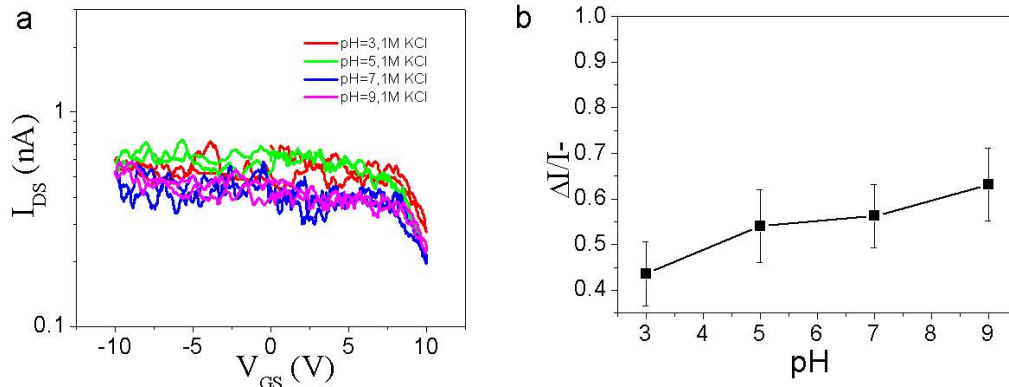 a
pH=3,1M KCl
pH=5,1M KCl
pH=7,1M KCl
pH=9,1M KCl
1
0.1
I_DS (nA)
-10 -5 0 5 10
V_GS (V)
b
1.0
0.9
0.8
0.7
0.6
0.5
0.4
ΔI/I-
3 4 5 6 7 8 9
pH